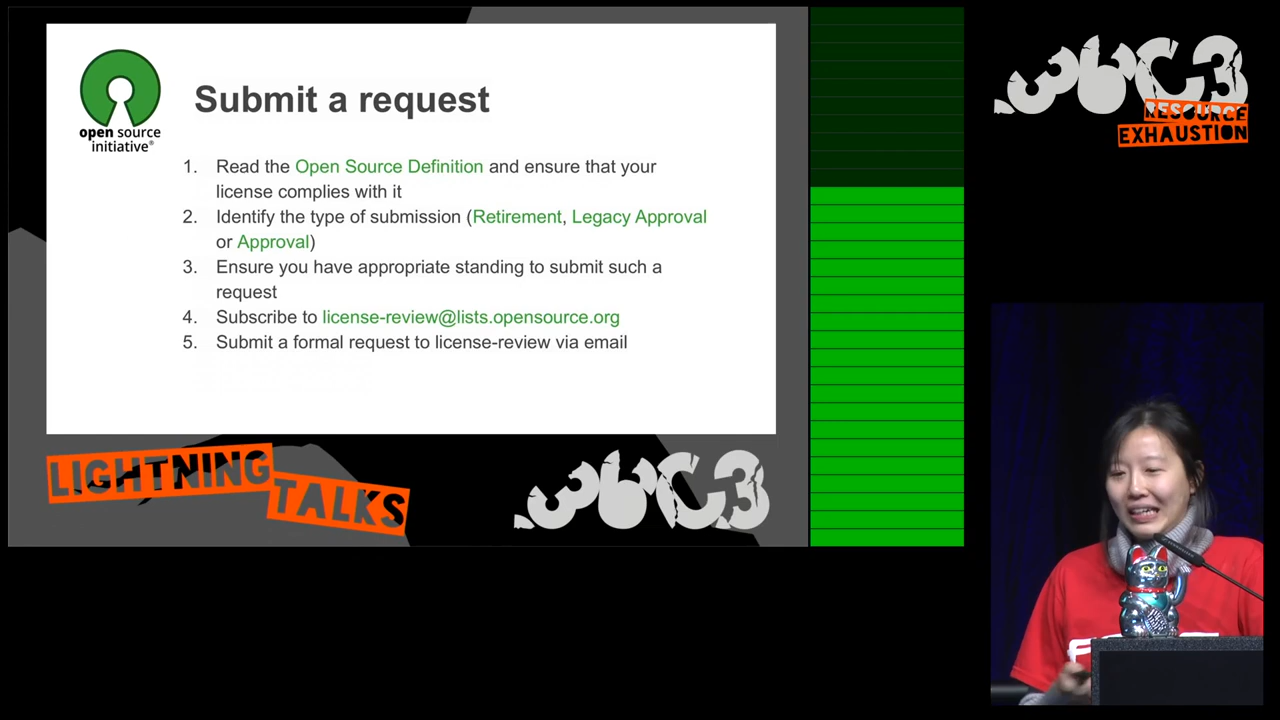 open source
initiative®
Submit a request
1. Read the Open Source Definition and ensure that your
license complies with it
2. Identify the type of submission (Retirement, Legacy Approval
or Approval)
3. Ensure you have appropriate standing to submit such a
request
4. Subscribe to license-review@lists.opensource.org
5. Submit a formal request to license-review via email
LIGHTNING
TALKS
36C3
36C3
RESOURCE
EXHAUSTION